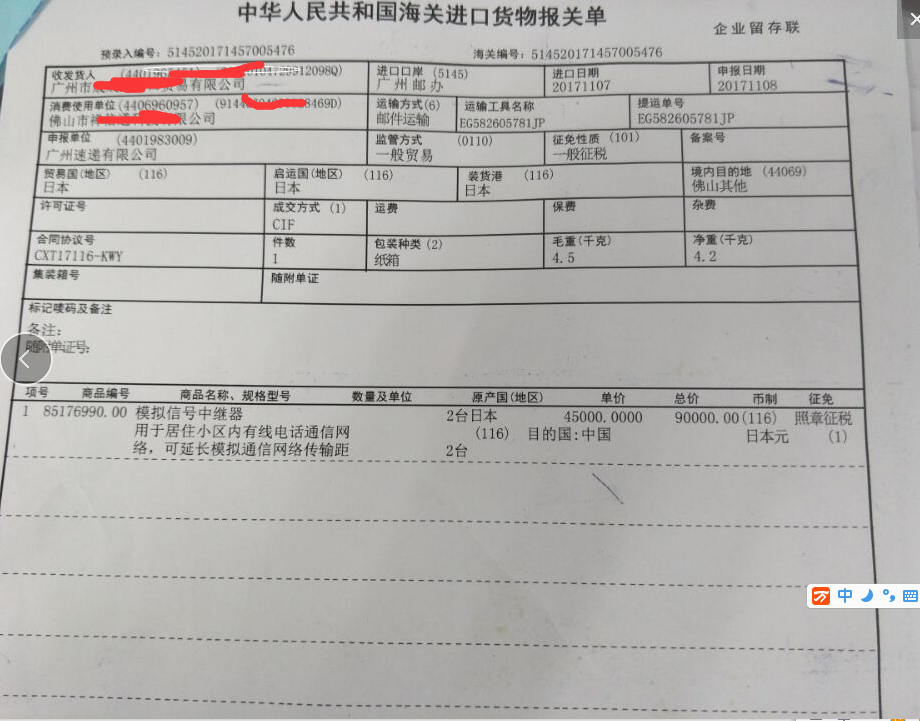 中华人民共和国海关进口货物报关单
企业留存联
预录入编号: 514520171457005476 海关编号: 514520171457005476
收发货人 进口口岸 (5145) 进口日期 申报日期
广州市 贸易有限公司 广州邮办 20171107 20171108
消费使用单位 (4406960957) 运输方式(6) 运输工具名称 提运单号
佛山市 有限公司 邮件运输 EG582605781JP EG582605781JP
申报单位 (4401983009) 监管方式 (0110) 征免性质 (101) 备案号
广州速递有限公司 一般贸易 一般征税
贸易国(地区) (116) 启运国(地区) (116) 装货港 (116) 境内目的地 (44069)
日本 日本 日本 佛山其他
许可证号 成交方式 (1) 运费 保费 杂费
CIF
合同协议号 件数 包装种类 (2) 毛重(千克) 净重(千克)
CXT17116-KWY 1 纸箱 4.5 4.2
集装箱号 随附单证
标记唛码及备注
备注:
随附单证号:
项号 商品编号 商品名称、规格型号 数量及单位 原产国(地区) 单价 总价 币制 征免
1 85176990.00 模拟信号中继器 2台日本 45000.0000 90000.00(116) 照章征税
用于居住小区内有线电话通信网 (116) 目的国:中国 日本元 (1)
络，可延长模拟通信网络传输距 2台
中